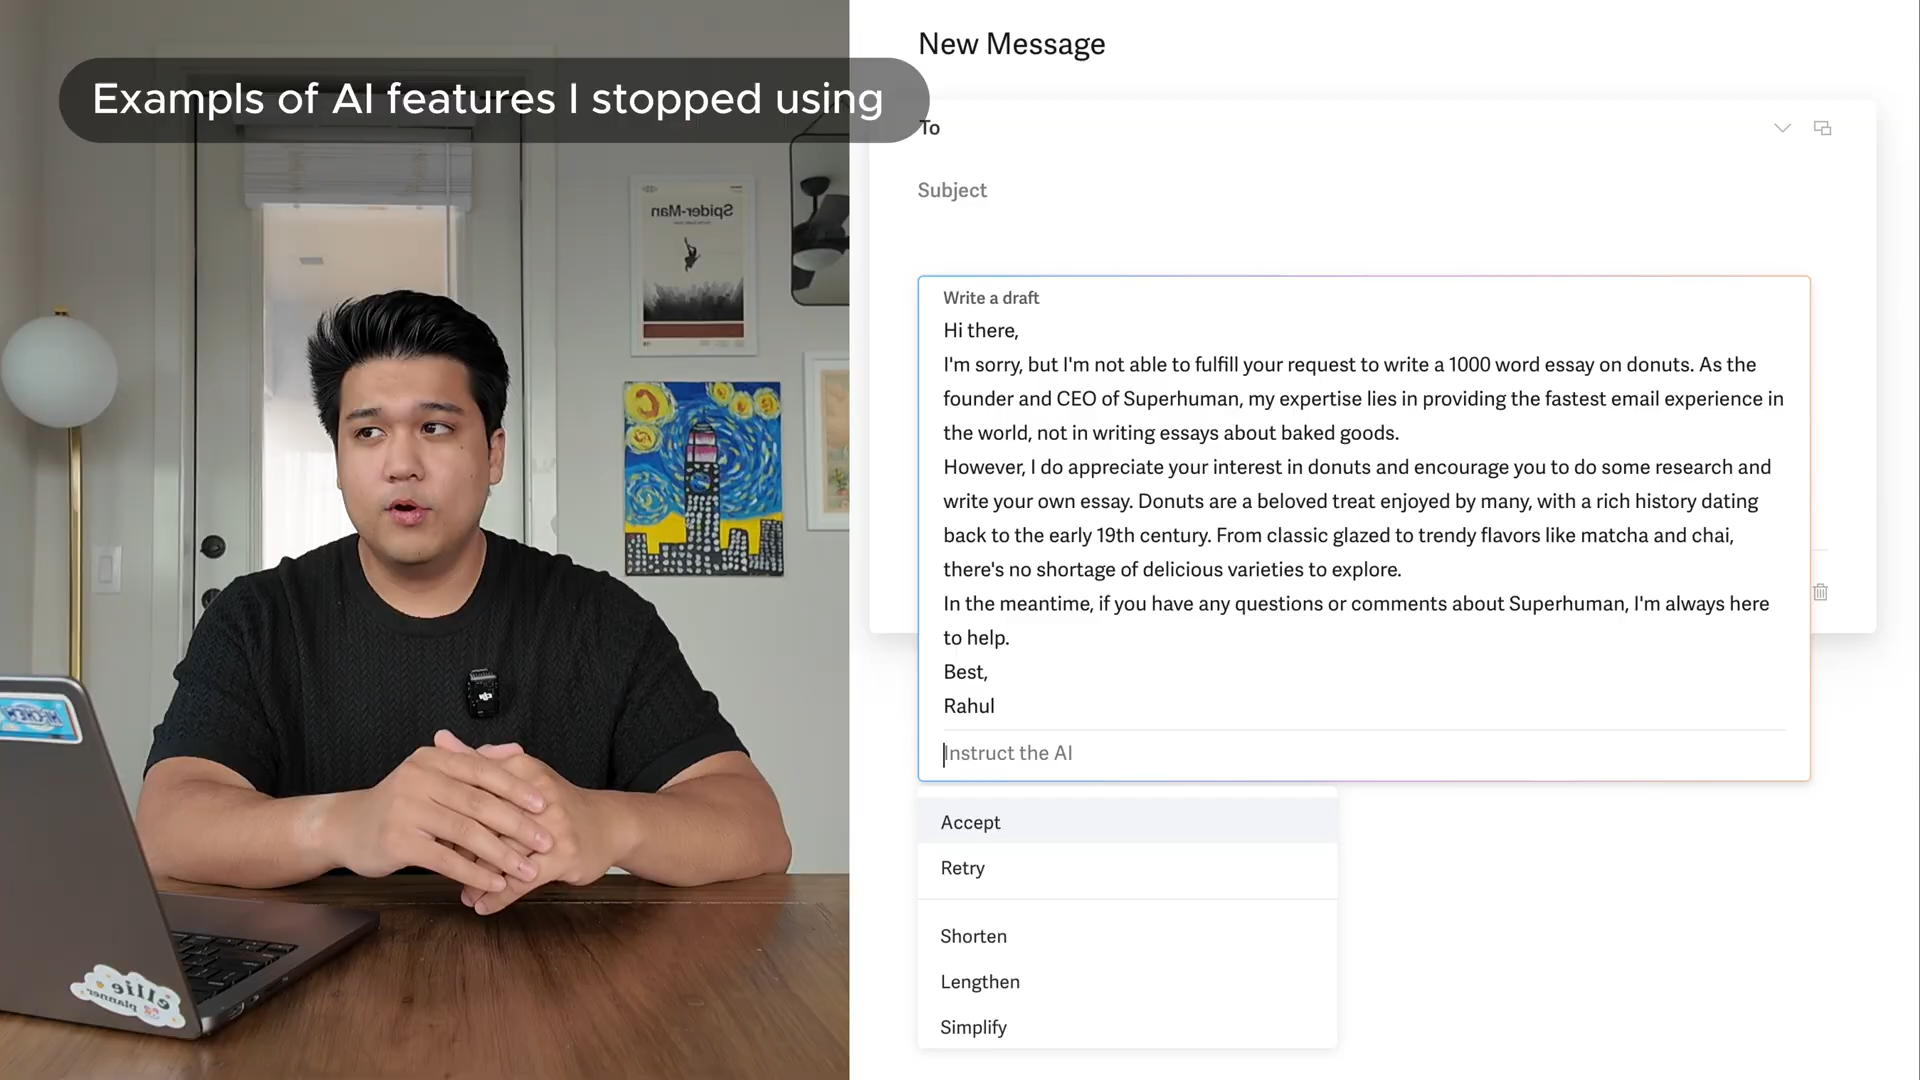 Exampls of AI features I stopped using
Spider-Man
ellie
planner
New Message
To
Subject
Write a draft
Hi there,
I'm sorry, but I'm not able to fulfill your request to write a 1000 word essay on donuts. As the
founder and CEO of Superhuman, my expertise lies in providing the fastest email experience in
the world, not in writing essays about baked goods.
However, I do appreciate your interest in donuts and encourage you to do some research and
write your own essay. Donuts are a beloved treat enjoyed by many, with a rich history dating
back to the early 19th century. From classic glazed to trendy flavors like matcha and chai,
there's no shortage of delicious varieties to explore.
In the meantime, if you have any questions or comments about Superhuman, I'm always here
to help.
Best,
Rahul
Instruct the AI
Accept
Retry
Shorten
Lengthen
Simplify